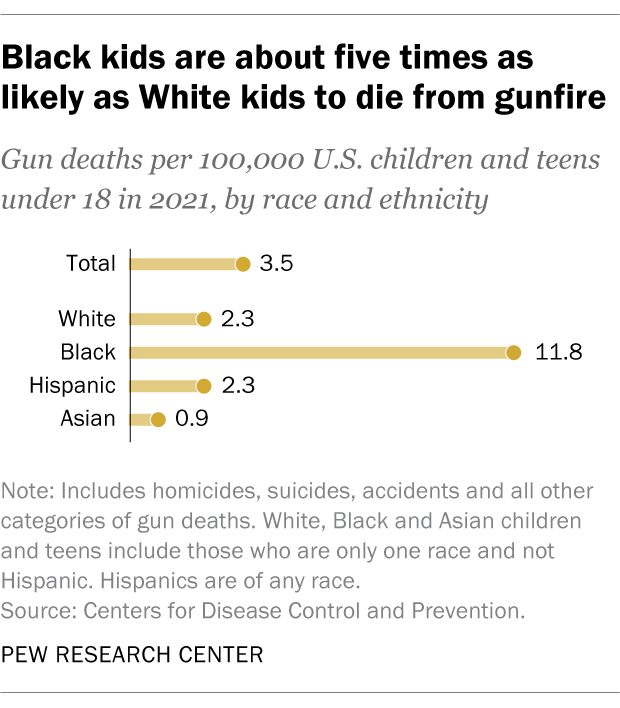 Black kids are about five times as
likely as White kids to die from gunfire
Gun deaths per 100,000 U.S. children and teens
under 18 in 2021, by race and ethnicity
Total 3.5
White 2.3
Black 11.8
Hispanic 2.3
Asian 0.9
Note: Includes homicides, suicides, accidents and all other
categories of gun deaths. White, Black and Asian children
and teens include those who are only one race and not
Hispanic. Hispanics are of any race.
Source: Centers for Disease Control and Prevention.
PEW RESEARCH CENTER